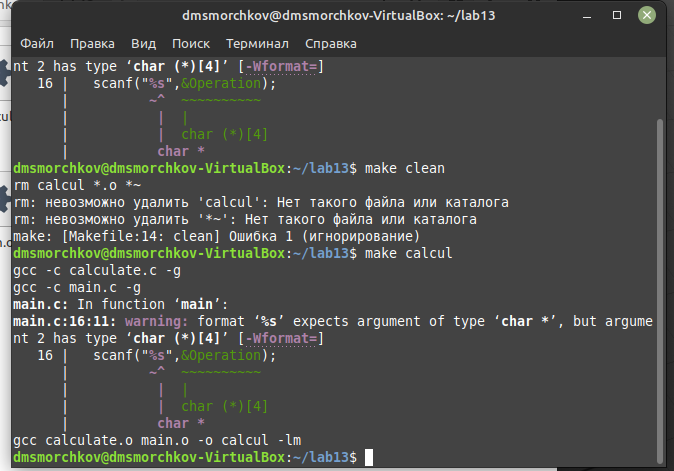 dmsmorchkov@dmsmorchkov-VirtualBox: ~/lab13
Файл Правка Вид Поиск Терминал Справка
nt 2 has type ‘char (*)[4]’ [-Wformat=]
16 | scanf("%s",&Operation);
| ~^ ~~~~~~~~~~
| | |
| | char (*)[4]
| char *
dmsmorchkov@dmsmorchkov-VirtualBox:~/lab13$ make clean
rm calcul *.o *~
rm: невозможно удалить 'calcul': Нет такого файла или каталога
rm: невозможно удалить '*~': Нет такого файла или каталога
make: [Makefile:14: clean] Ошибка 1 (игнорирование)
dmsmorchkov@dmsmorchkov-VirtualBox:~/lab13$ make calcul
gcc -c calculate.c -g
gcc -c main.c -g
main.c: In function ‘main’:
main.c:16:11: warning: format ‘%s’ expects argument of type ‘char *’, but argume
nt 2 has type ‘char (*)[4]’ [-Wformat=]
16 | scanf("%s",&Operation);
| ~^ ~~~~~~~~~~
| | |
| | char (*)[4]
| char *
gcc calculate.o main.o -o calcul -lm
dmsmorchkov@dmsmorchkov-VirtualBox:~/lab13$